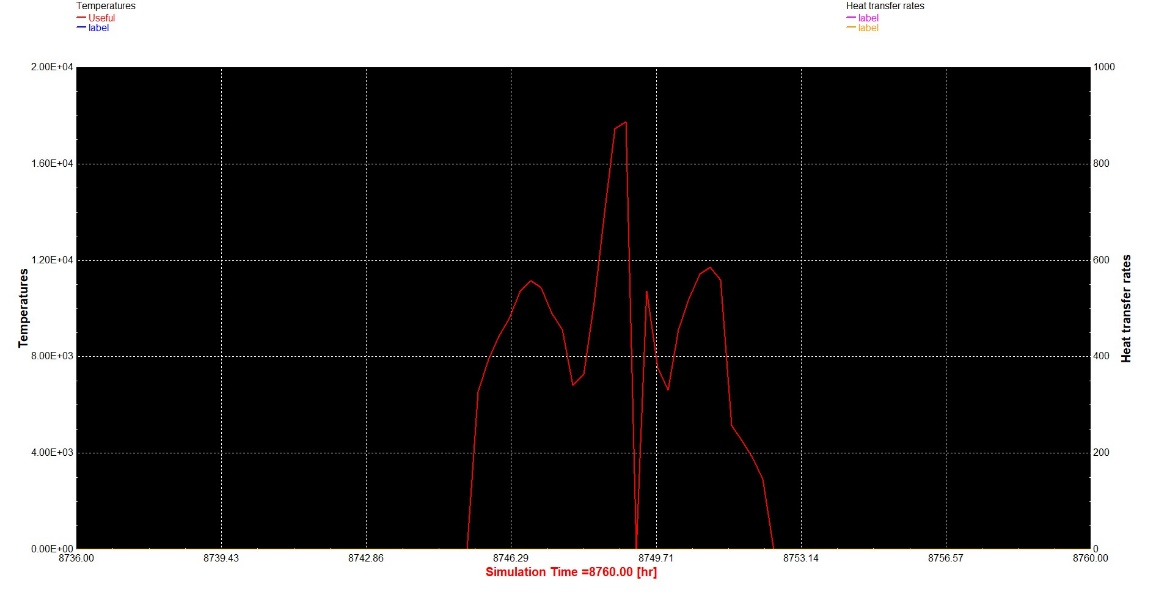 Temperatures
Useful
label
Heat transfer rates
label
label
2.00E+04
1.60E+04
1.20E+04
8.00E+03
4.00E+03
0.00E+00
Temperatures
1000
800
600
400
200
0
Heat transfer rates
8736.00
8739.43
8742.86
8746.29
8749.71
8753.14
8756.57
8760.00
Simulation Time =8760.00 [hr]